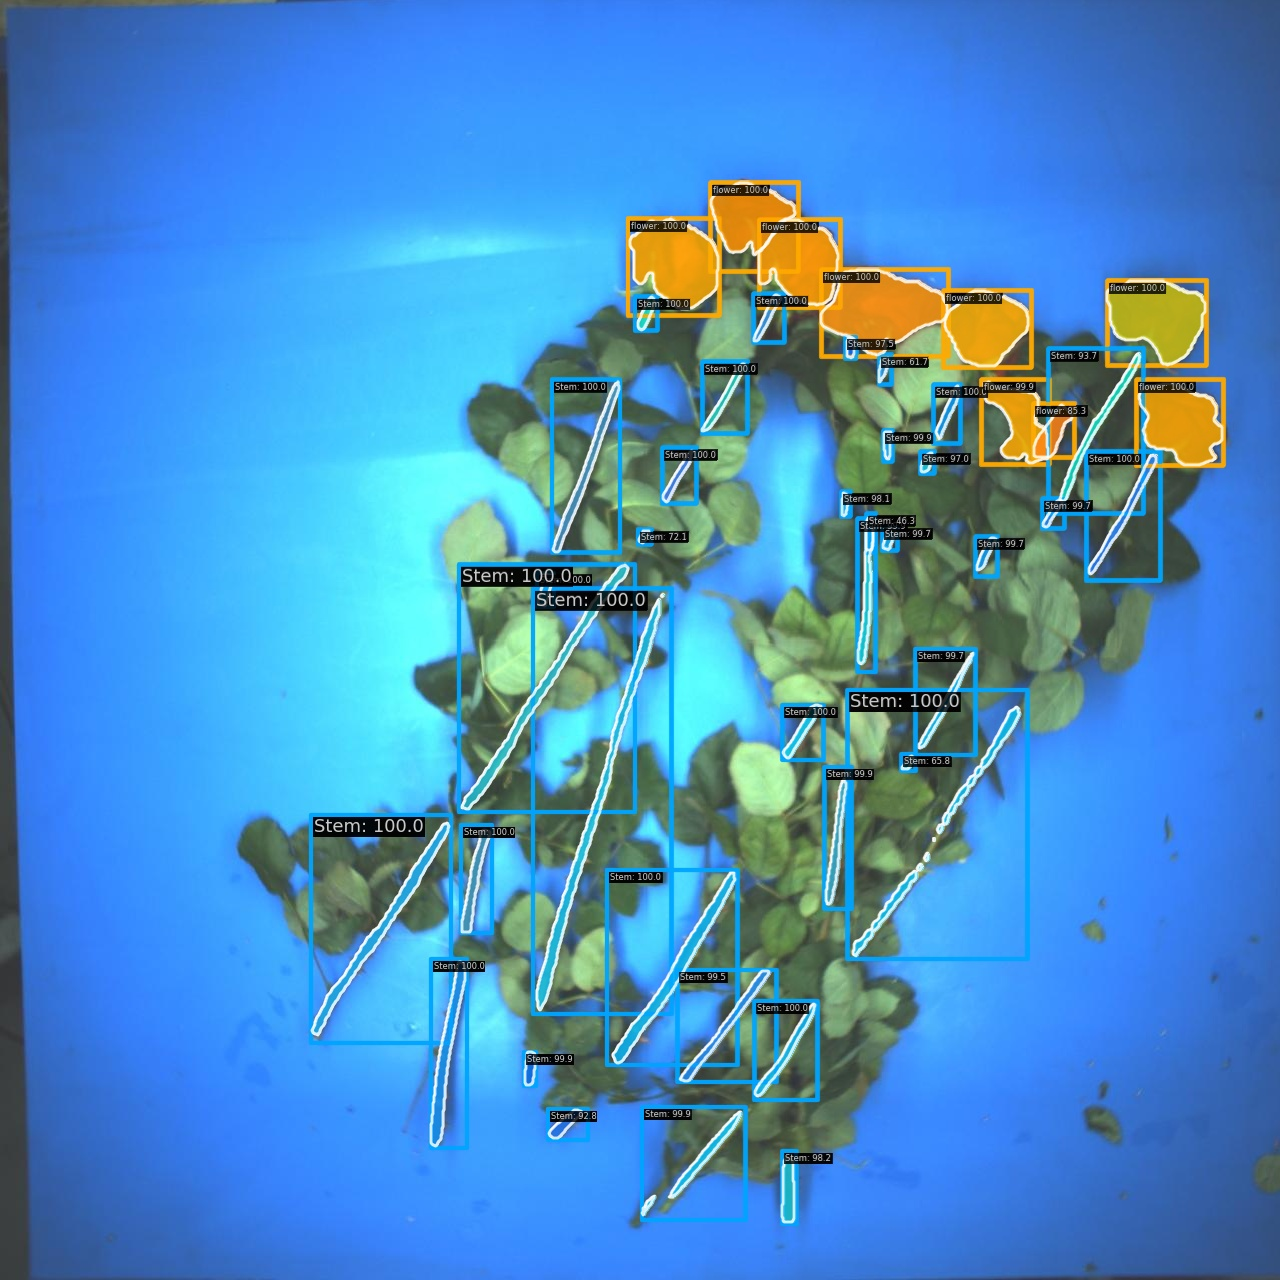 flower: 100.0
flower: 100.0
flower: 100.0
flower: 100.0
flower: 100.0
flower: 100.0
Stem: 100.0
Stem: 100.0
Stem: 97.5
Stem: 93.7
Stem: 61.7
Stem: 100.0
Stem: 100.0
Stem: 100.0
flower: 99.9
flower: 100.0
flower: 85.3
Stem: 99.9
Stem: 100.0
Stem: 97.0
Stem: 100.0
Stem: 98.1
Stem: 99.7
Stem: 46.3
Stem: 72.1
Stem: 99.7
Stem: 99.7
Stem: 100.0
Stem: 100.0
Stem: 99.7
Stem: 100.0
Stem: 100.0
Stem: 65.8
Stem: 99.9
Stem: 100.0
Stem: 100.0
Stem: 100.0
Stem: 100.0
Stem: 99.5
Stem: 100.0
Stem: 99.9
Stem: 92.8
Stem: 99.9
Stem: 98.2